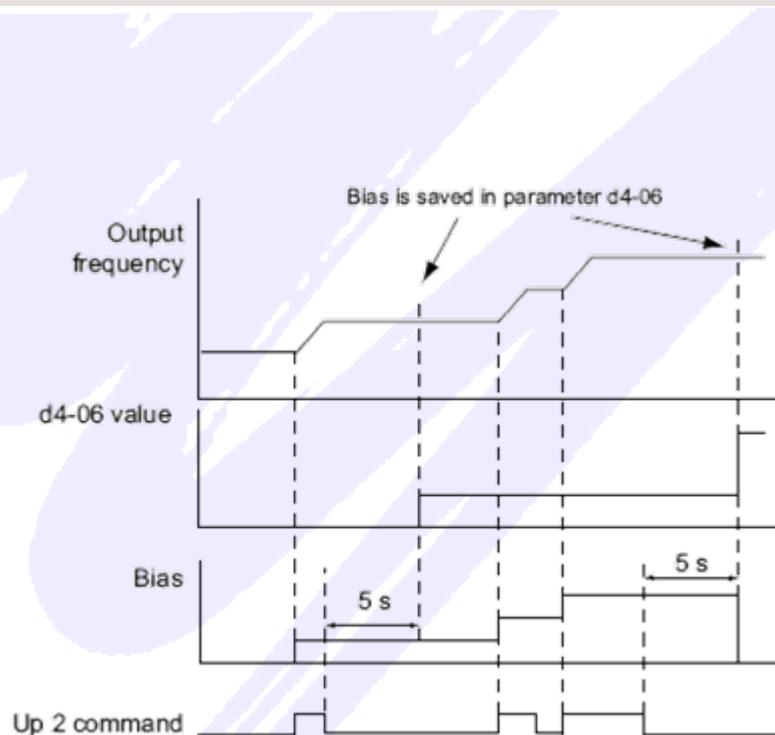 Bias is saved in parameter d4-06
Output
frequency
d4-06 value
Bias
5 s
5 s
Up 2 command